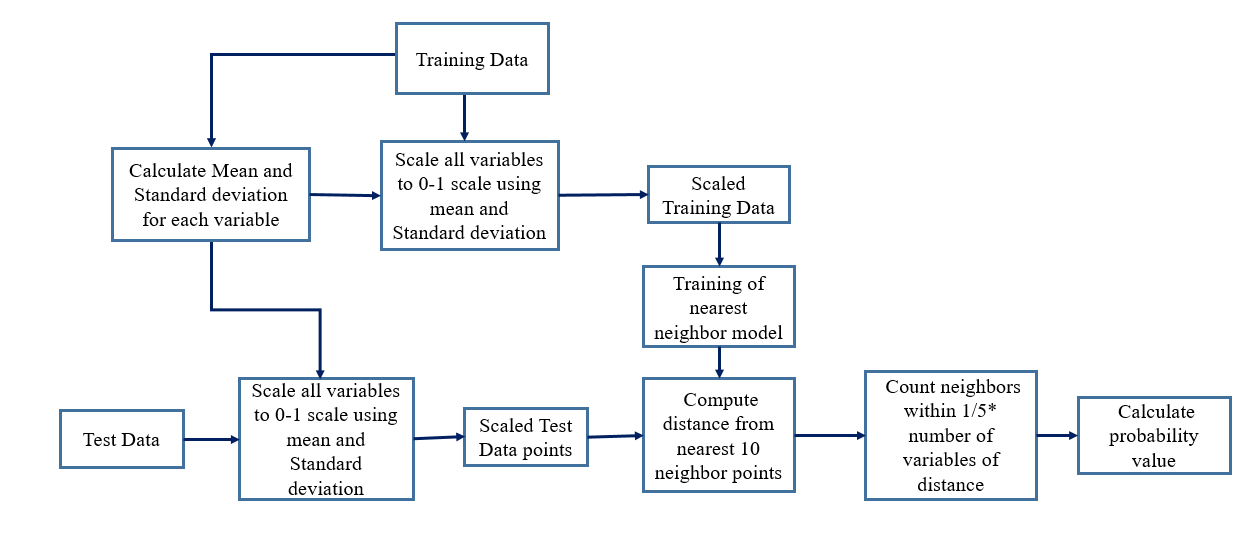 Training Data
Calculate Mean and
Standard deviation
for each variable
Scale all variables
to 0-1 scale using
mean and
Standard deviation
Scaled
Training Data
Training of
nearest
neighbor model
Test Data
Scale all variables
to 0-1 scale using
mean and
Standard
deviation
Scaled Test
Data points
Compute
distance from
nearest 10
neighbor points
Count neighbors
within 1/5*
number of
variables of
distance
Calculate
probability
value